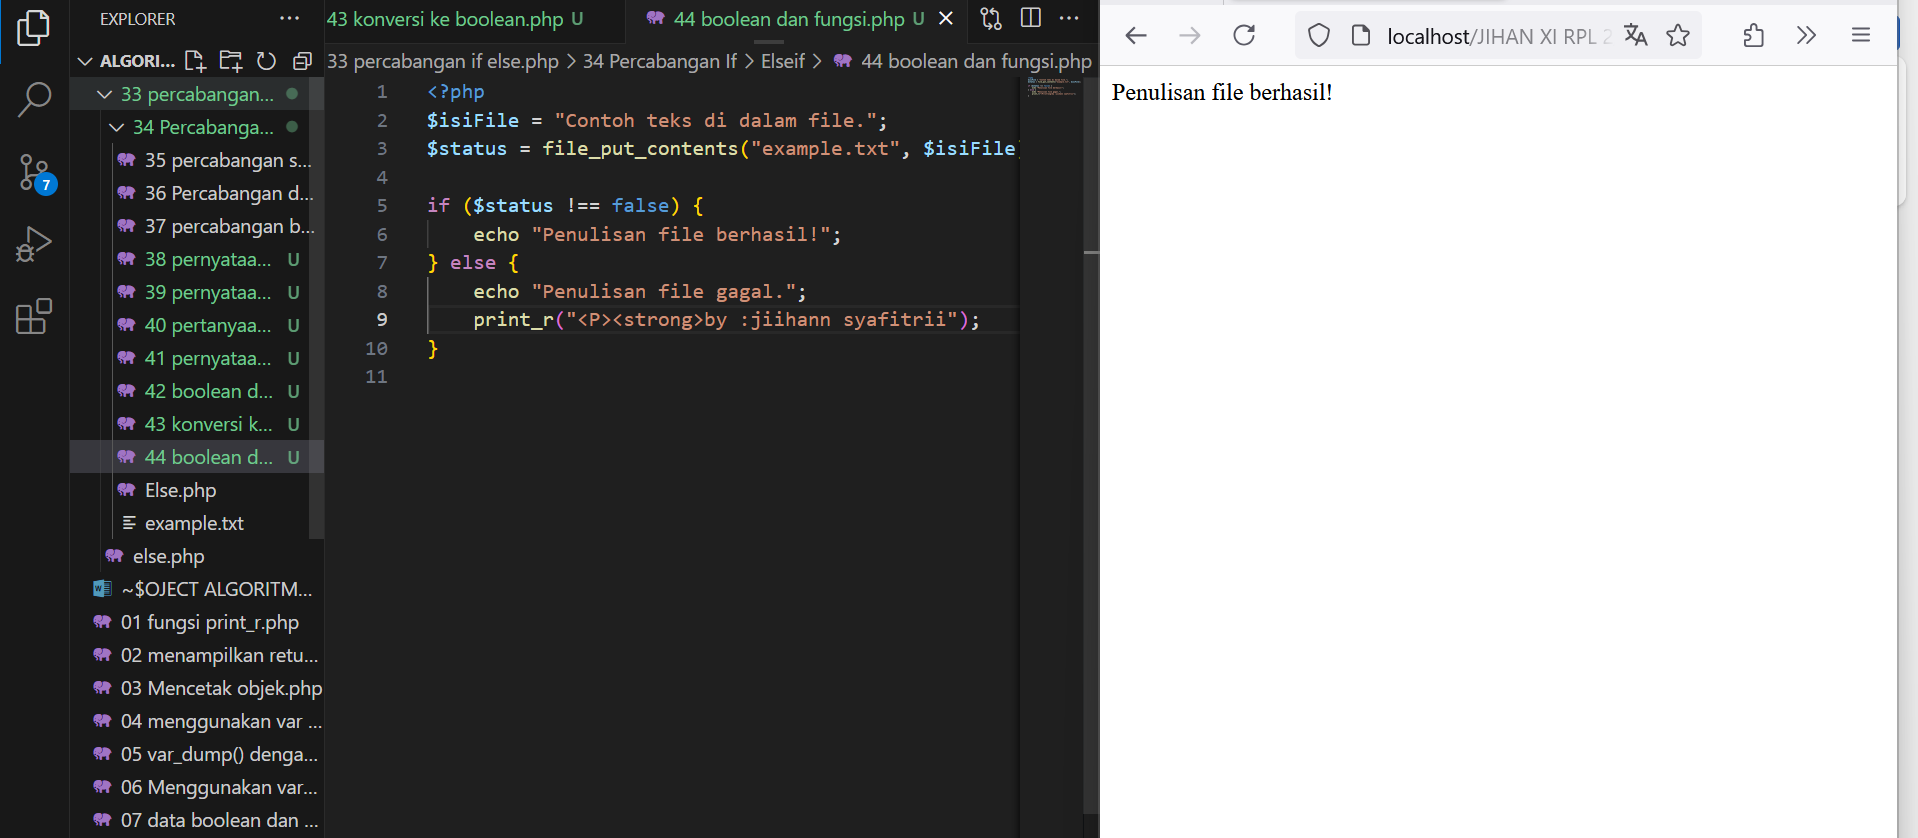 EXPLORER
ALGORI...
33 percabangan...
34 Percabanga...
35 percabangan s...
36 Percabangan d...
37 percabangan b...
38 pernyataa... U
39 pernyataa... U
40 pertanyaa... U
41 pernyataa... U
42 boolean d... U
43 konversi k... U
44 boolean d... U
Else.php
example.txt
else.php
~$OJECT ALGORITM...
01 fungsi print_r.php
02 menampilkan retu...
03 Mencetak objek.php
04 menggunakan var ...
05 var_dump() denga...
06 Menggunakan var...
07 data boolean dan ...
7
43 konversi ke boolean.php U
44 boolean dan fungsi.php U
33 percabangan if else.php > 34 Percabangan If > Elseif > 44 boolean dan fungsi.php
1 <?php
2 $isiFile = "Contoh teks di dalam file.";
3 $status = file_put_contents("example.txt", $isiFile)
4
5 if ($status !== false) {
6 echo "Penulisan file berhasil!";
7 } else {
8 echo "Penulisan file gagal.";
9 print_r("<P><strong>by :jiihann syafitrii");
10 }
11
localhost/JIHAN XI RPL 2
Penulisan file berhasil!